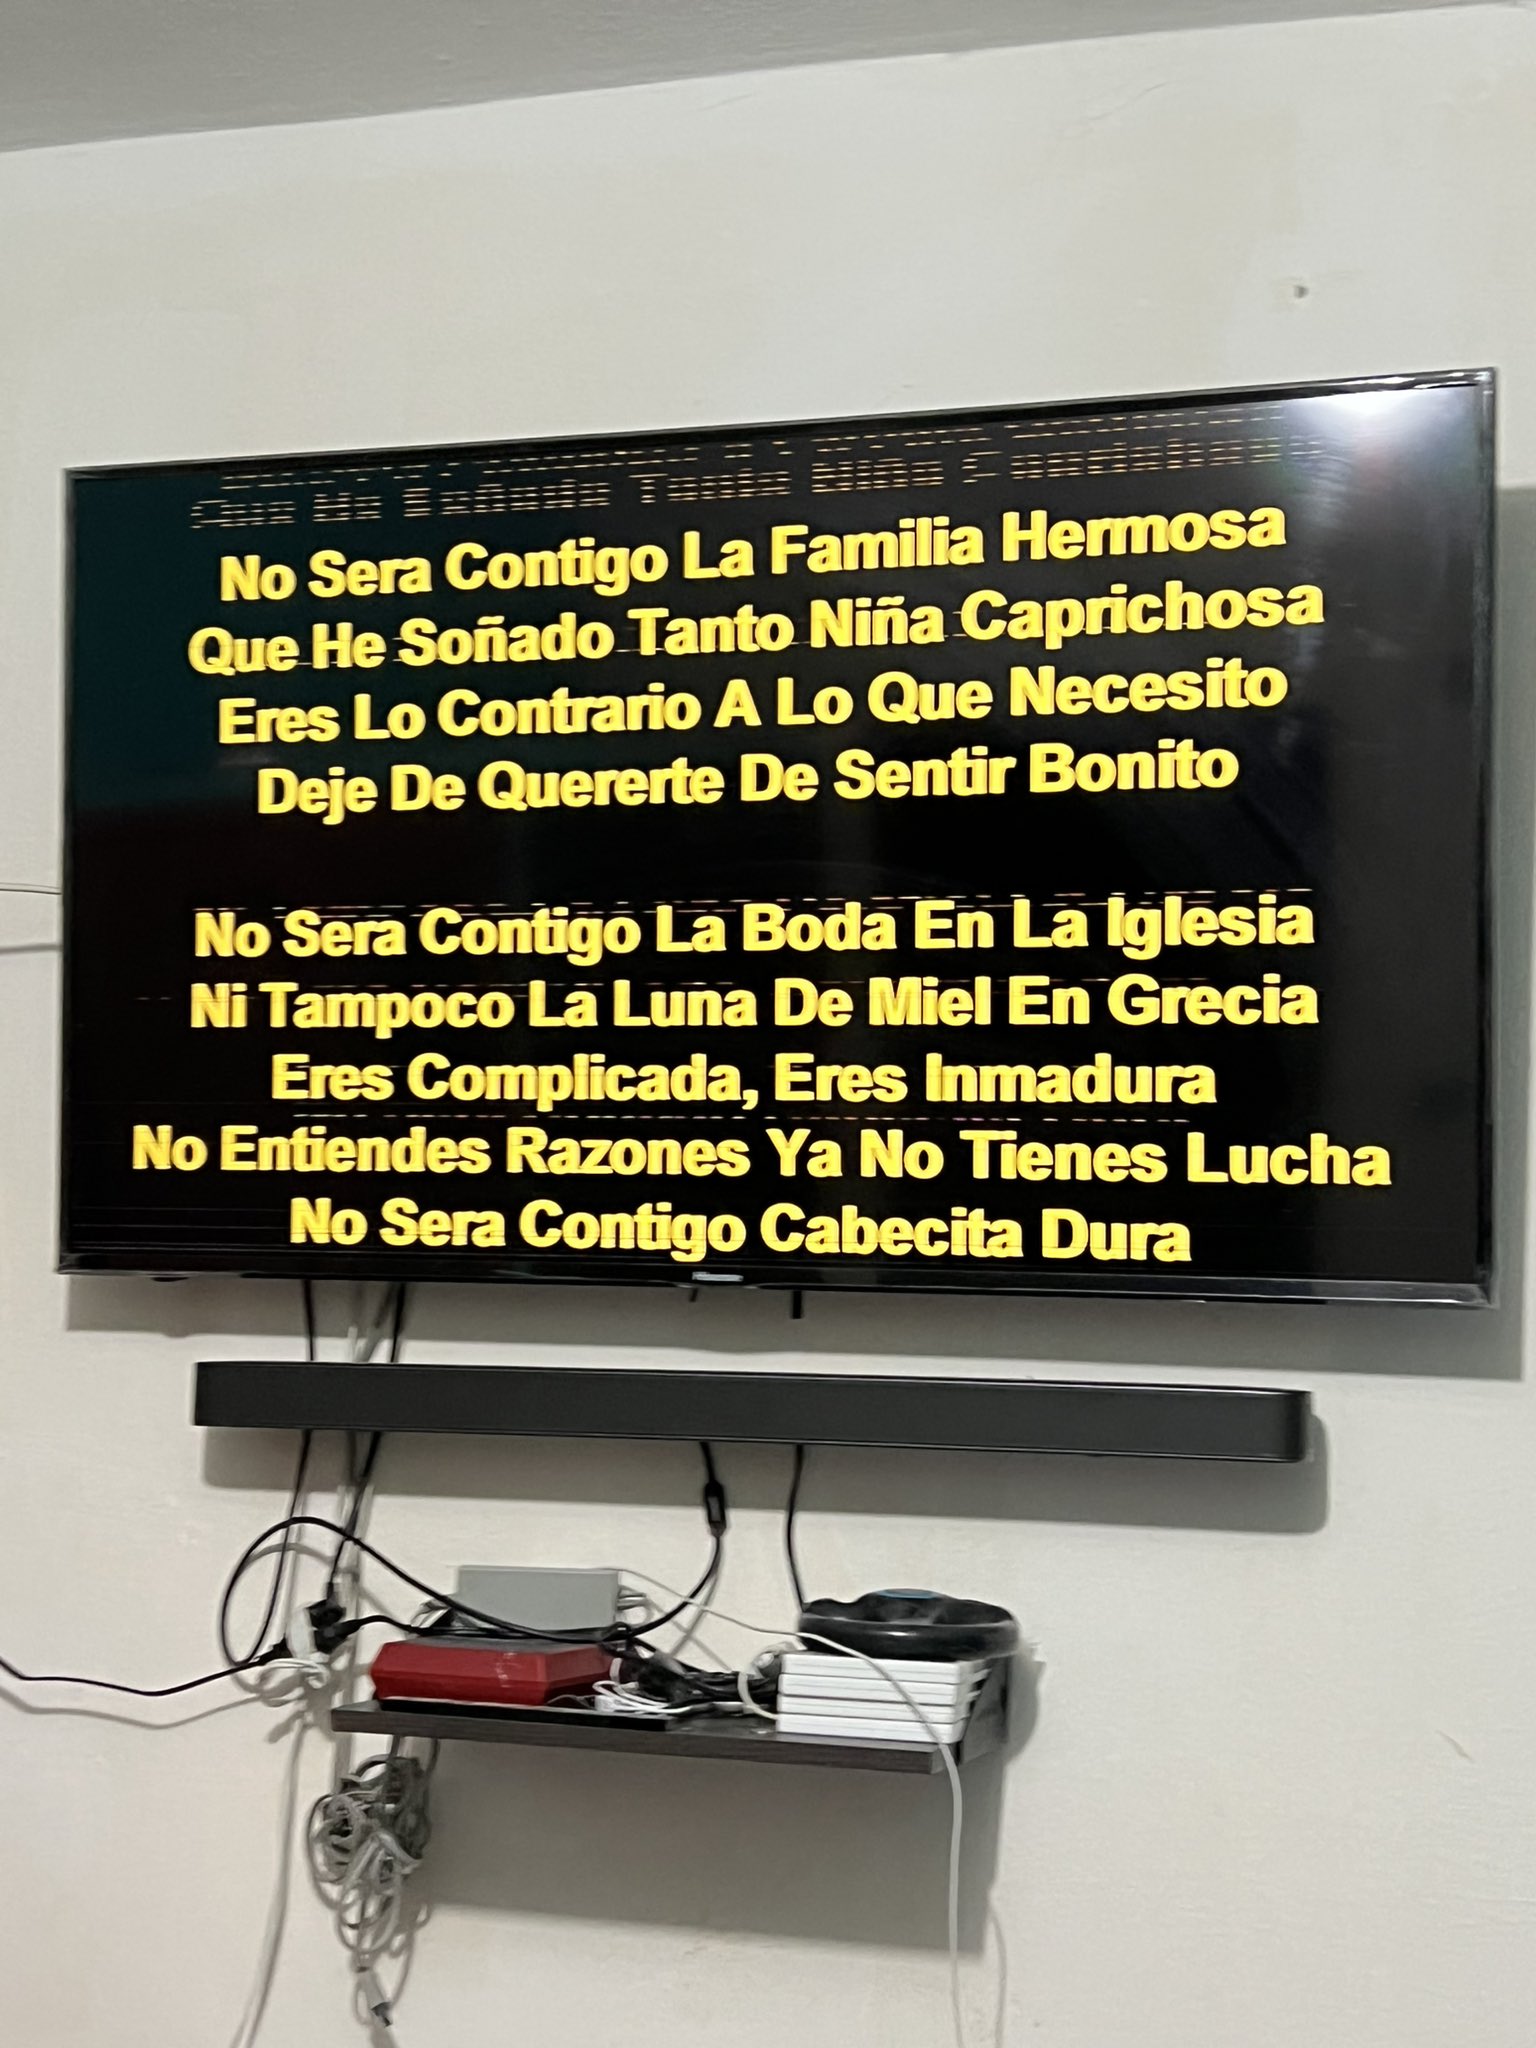 No Sera Contigo La Familia Hermosa
Que He Soñado Tanto Niña Caprichosa
Eres Lo Contrario A Lo Que Necesito
Deje De Quererte De Sentir Bonito
No Sera Contigo La Boda En La Iglesia
Ni Tampoco La Luna De Miel En Grecia
Eres Complicada, Eres Inmadura
No Entiendes Razones Ya No Tienes Lucha
No Sera Contigo Cabecita Dura